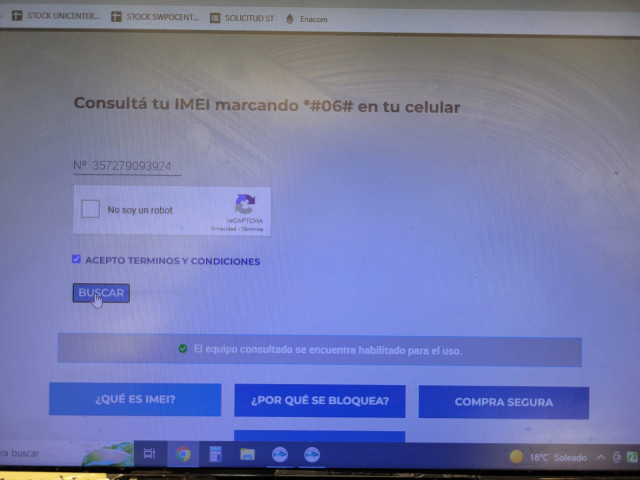 STOCK UNICENTER...
STOCK SWPOCENT...
SOLICITUD ST
Enacom
Consultá tu IMEI marcando *#06# en tu celular
Nº 357279093924
No soy un robot
reCAPTCHA
Privacidad - Términos
ACEPTO TERMINOS Y CONDICIONES
BUSCAR
El equipo consultado se encuentra habilitado para el uso.
¿QUÉ ES IMEI?
¿POR QUÉ SE BLOQUEA?
COMPRA SEGURA
ra buscar
18°C Soleado